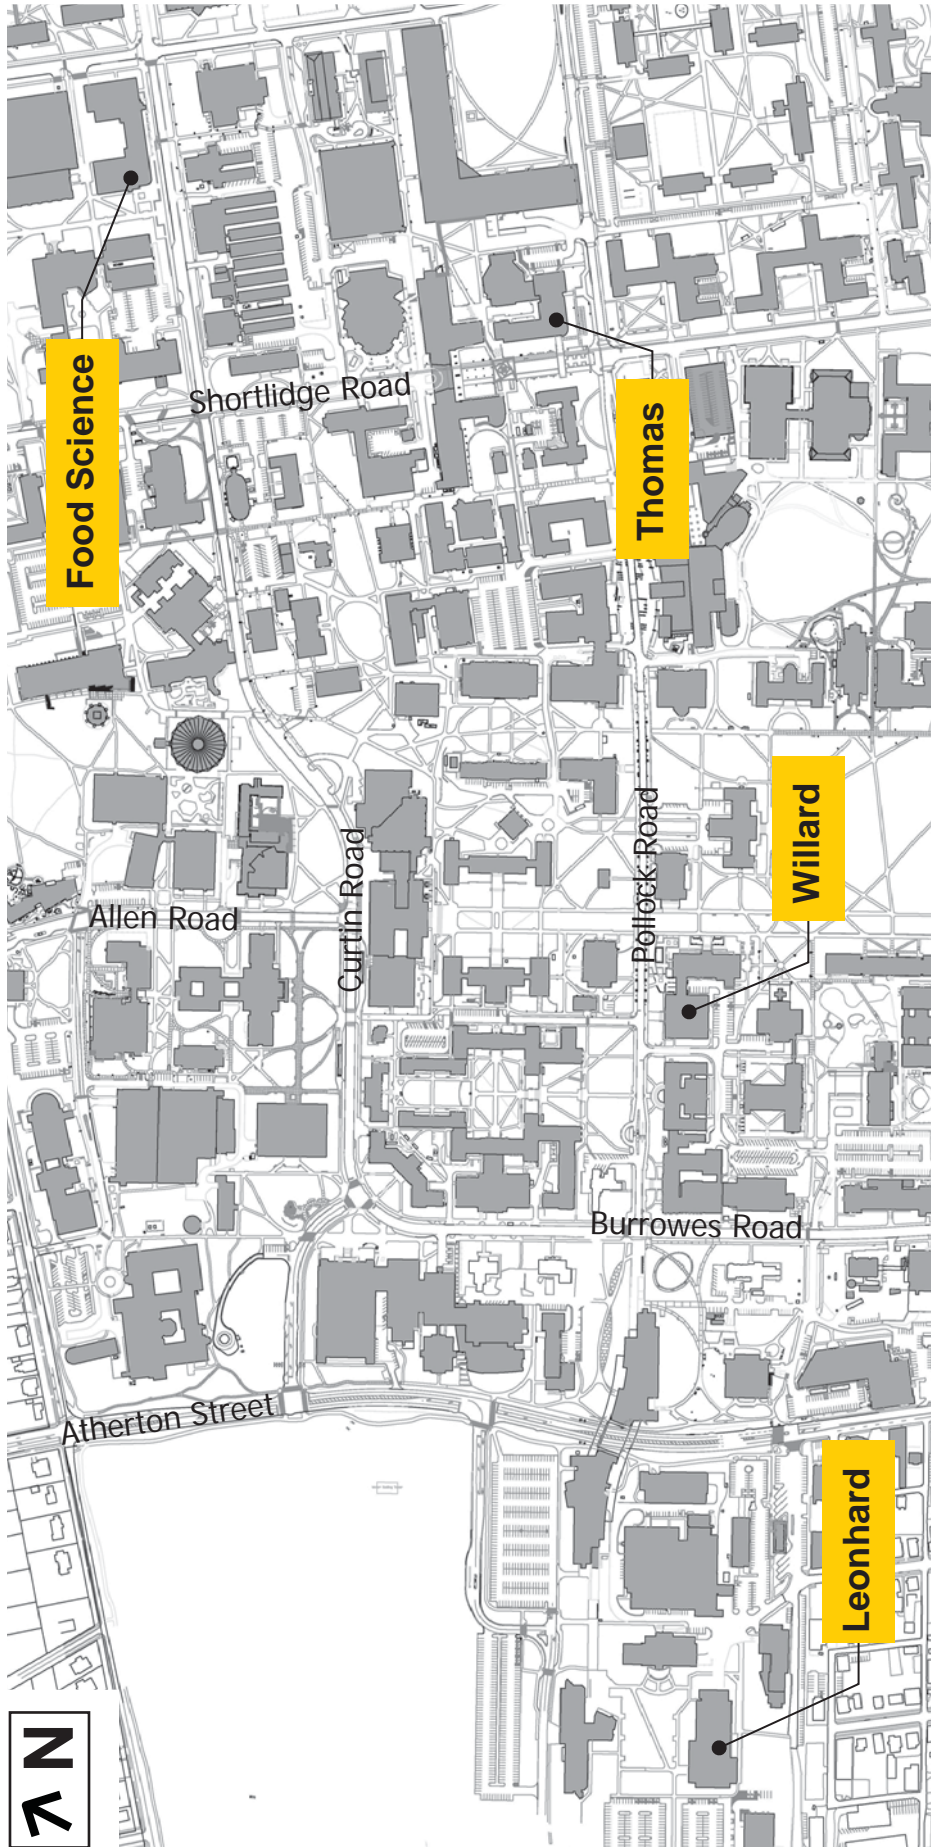 Food Science
Shortlidge Road
Thomas
Willard
Pollock Road
Curtin Road
Allen Road
Burrowes Road
Atherton Street
Leonhard
N